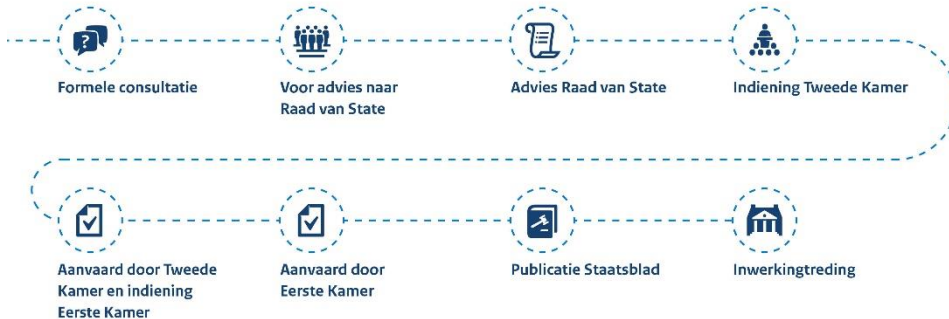 ?
Formele consultatie
Voor advies naar
Raad van State
Advies Raad van State
Indiening Tweede Kamer
Aanvaard door Tweede
Kamer en indiening
Eerste Kamer
Aanvaard door
Eerste Kamer
Publicatie Staatsblad
Inwerkingtreding